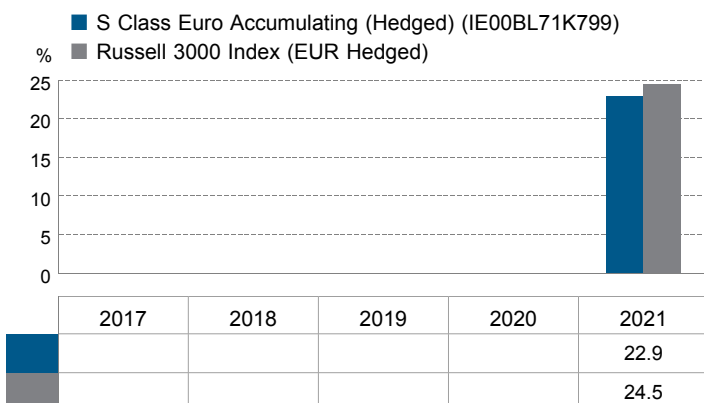 S Class Euro Accumulating (Hedged) (IE00BL71K799)
% Russell 3000 Index (EUR Hedged)
25
20
15
10
5
0
2017 2018 2019 2020 2021
22.9
24.5